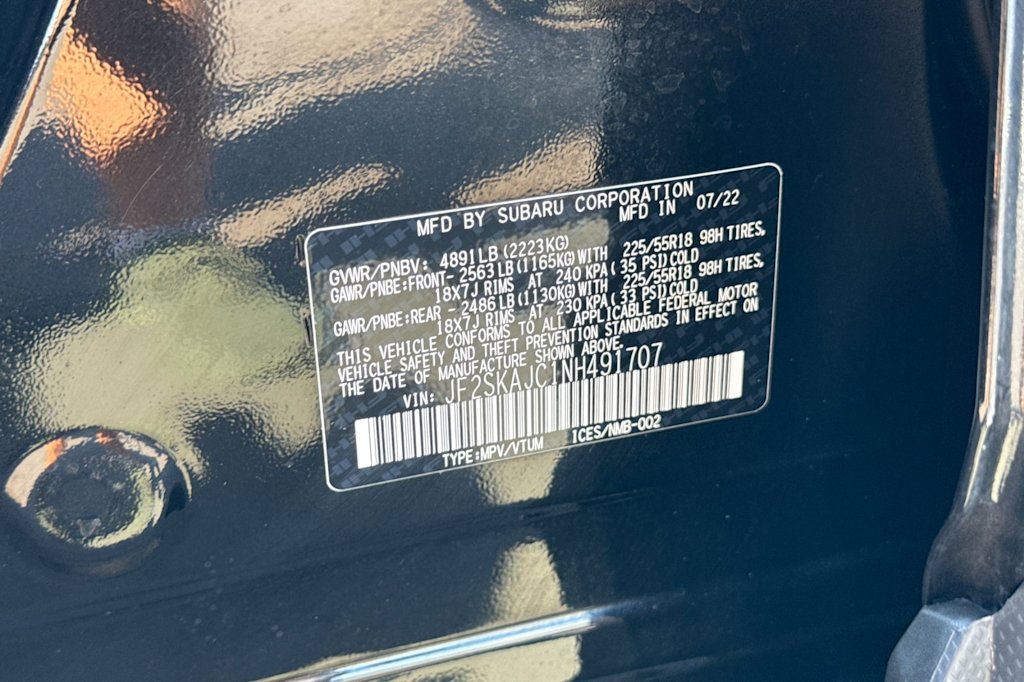 MFD BY SUBARU CORPORATION
MFD IN 07/22
GVWR/PNBV: 4891LB(2223KG)
GAWR/PNBE:FRONT- 2563LB(1165KG)WITH 225/55R18 98H TIRES,
18X7J RIMS AT 240 KPA(35 PSI)COLD
GAWR/PNBE:REAR - 2486LB(1130KG)WITH 225/55R18 98H TIRES,
18X7J RIMS AT 230 KPA(33 PSI)COLD
THIS VEHICLE CONFORMS TO ALL APPLICABLE FEDERAL MOTOR
VEHICLE SAFETY AND THEFT PREVENTION STANDARDS IN EFFECT ON
THE DATE OF MANUFACTURE SHOWN ABOVE.
VIN: JF2SKAJC1NH491707
TYPE:MPV/VTUM ICES/NMB-002